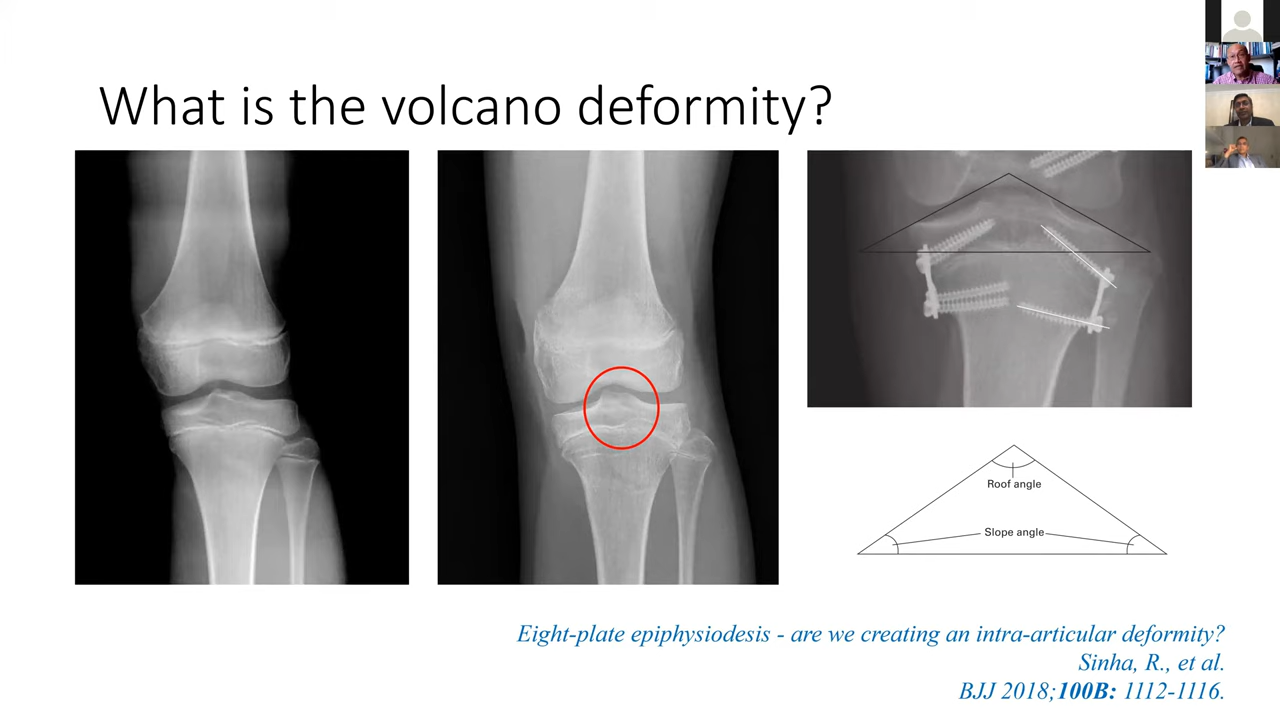 What is the volcano deformity?
Roof angle
Slope angle
Eight-plate epiphysiodesis - are we creating an intra-articular deformity?
Sinha, R., et al.
BJJ 2018;100B: 1112-1116.